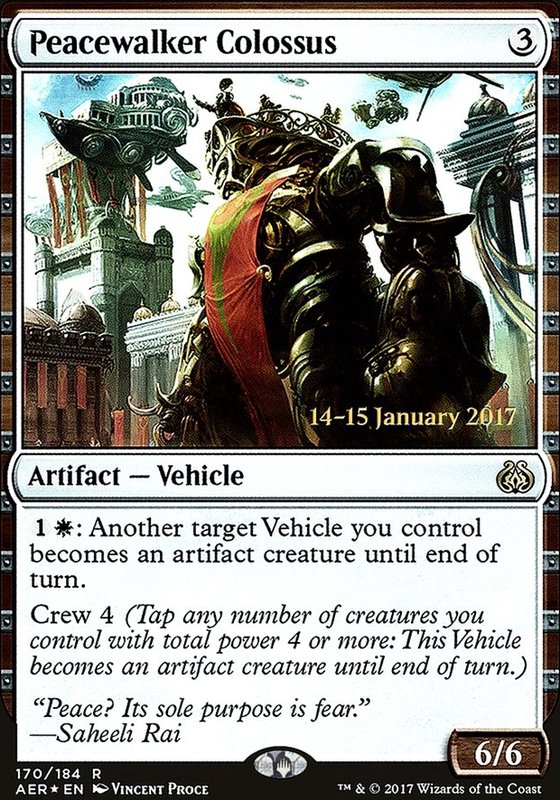 Peacewalker Colossus 3
14–15 January 2017
Artifact — Vehicle
1 : Another target Vehicle you control
becomes an artifact creature until end of
turn.
Crew 4 (Tap any number of creatures you
control with total power 4 or more: This Vehicle
becomes an artifact creature until end of turn.)
“Peace? Its sole purpose is fear.”
—Saheeli Rai
6/6
170/184 R
AER★EN Vincent Proce
™ & © 2017 Wizards of the Coast